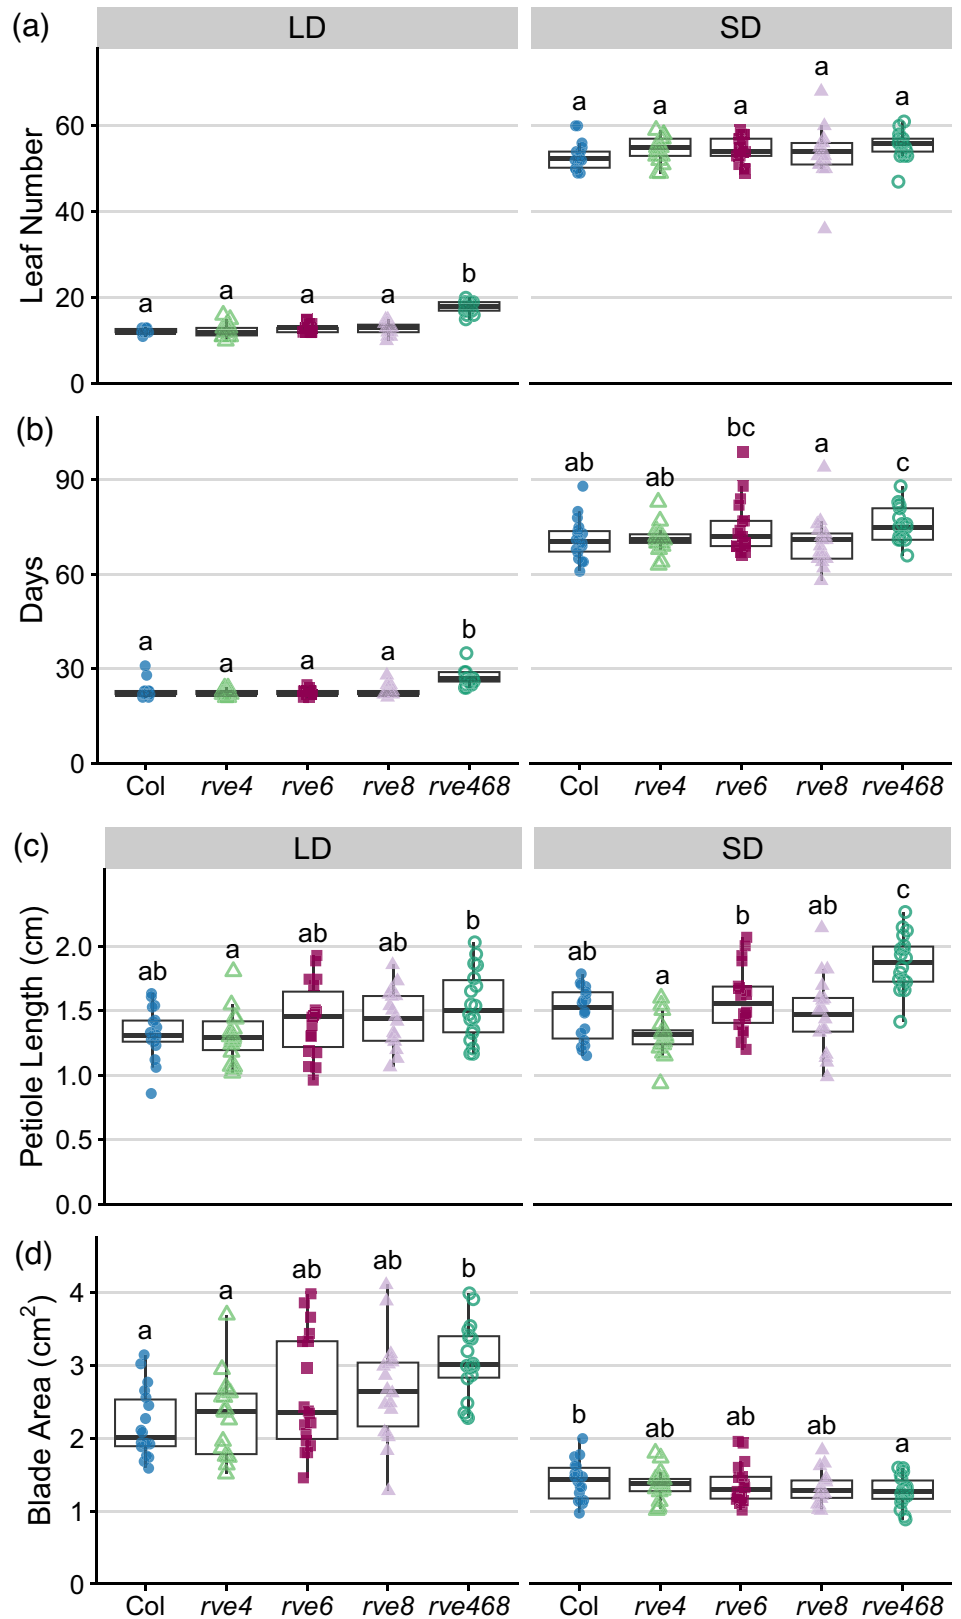 (a)
LD
SD
Leaf Number
60
40
20
0
a
a
a
a
b
a
a
a
a
a
(b)
Days
90
60
30
0
a
a
a
a
b
ab
ab
bc
a
c
Col
rve4
rve6
rve8
rve468
Col
rve4
rve6
rve8
rve468
(c)
LD
SD
Petiole Length (cm)
2.0
1.5
1.0
0.5
0.0
ab
a
ab
ab
b
ab
a
b
ab
c
(d)
Blade Area (cm²)
4
3
2
1
0
a
a
ab
ab
b
b
ab
ab
ab
a
Col
rve4
rve6
rve8
rve468
Col
rve4
rve6
rve8
rve468